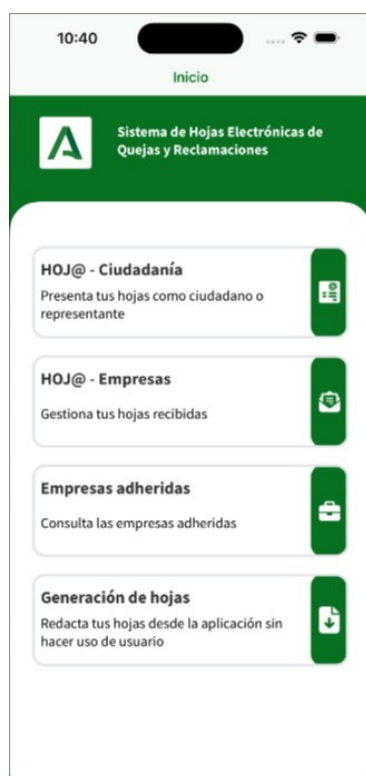 10:40
Inicio
Sistema de Hojas Electrónicas de
Quejas y Reclamaciones
HOJ@ - Ciudadanía
Presenta tus hojas como ciudadano o
representante
HOJ@ - Empresas
Gestiona tus hojas recibidas
Empresas adheridas
Consulta las empresas adheridas
Generación de hojas
Redacta tus hojas desde la aplicación sin
hacer uso de usuario